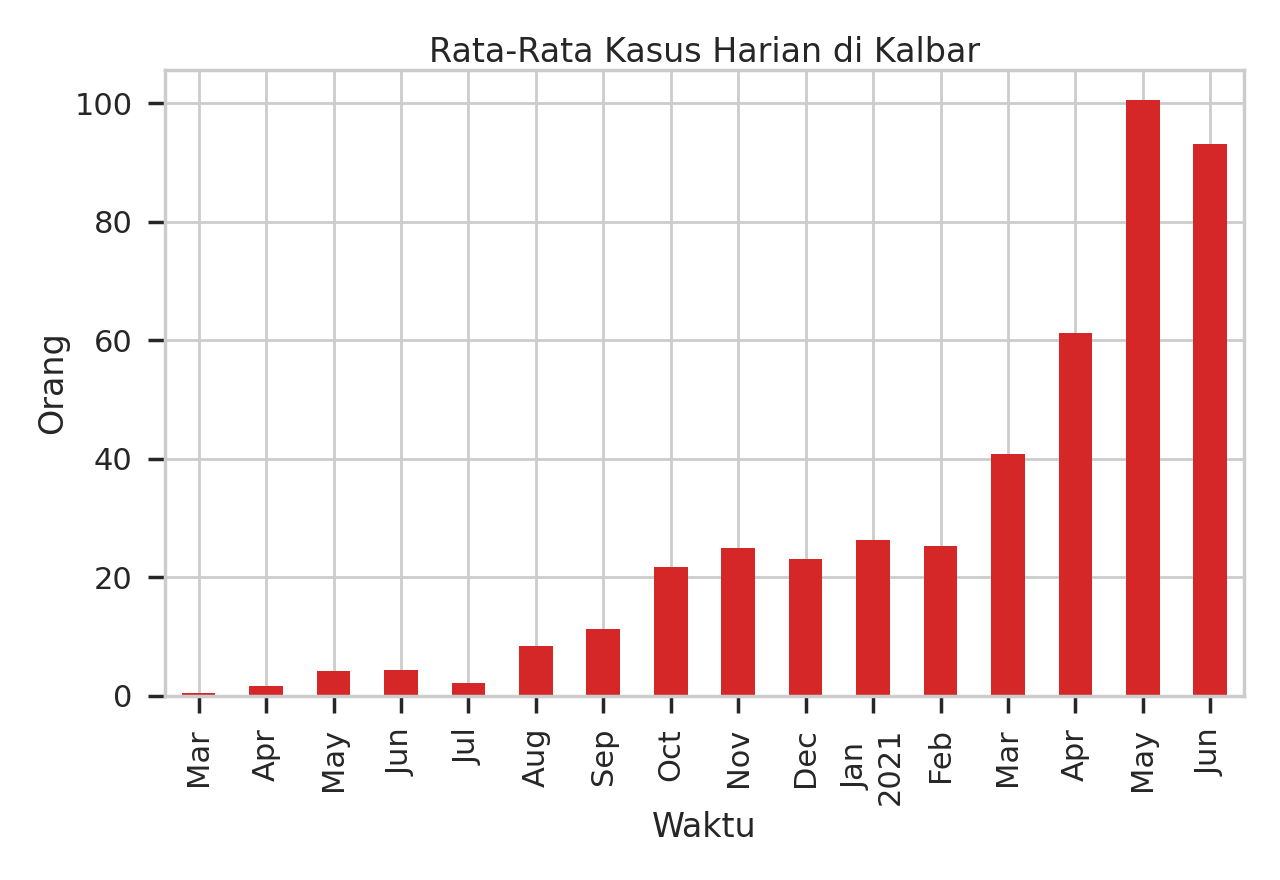 Rata-Rata Kasus Harian di Kalbar
100
80
60
40
20
0
Orang
Mar
Apr
May
Jun
Jul
Aug
Sep
Oct
Nov
Dec
Jan
2021
Feb
Mar
Apr
May
Jun
Waktu